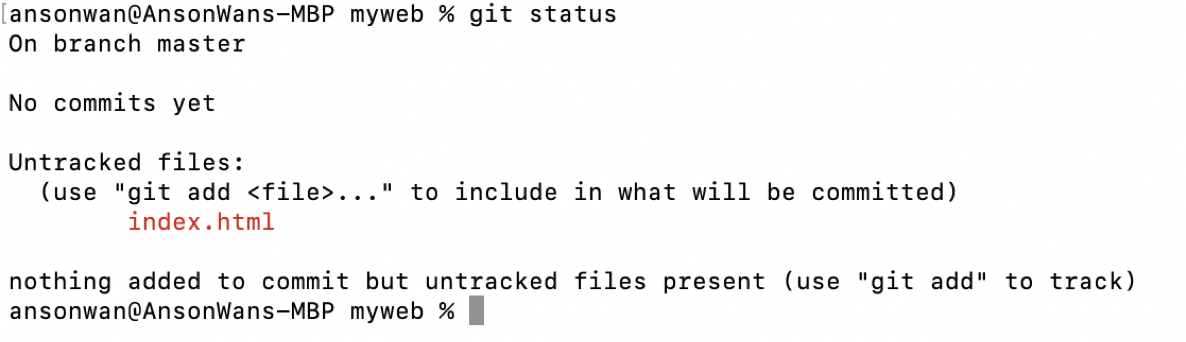 [ansonwan@AnsonWans-MBP myweb % git status
On branch master
No commits yet
Untracked files:
(use "git add <file>..." to include in what will be committed)
index.html
nothing added to commit but untracked files present (use "git add" to track)
ansonwan@AnsonWans-MBP myweb %